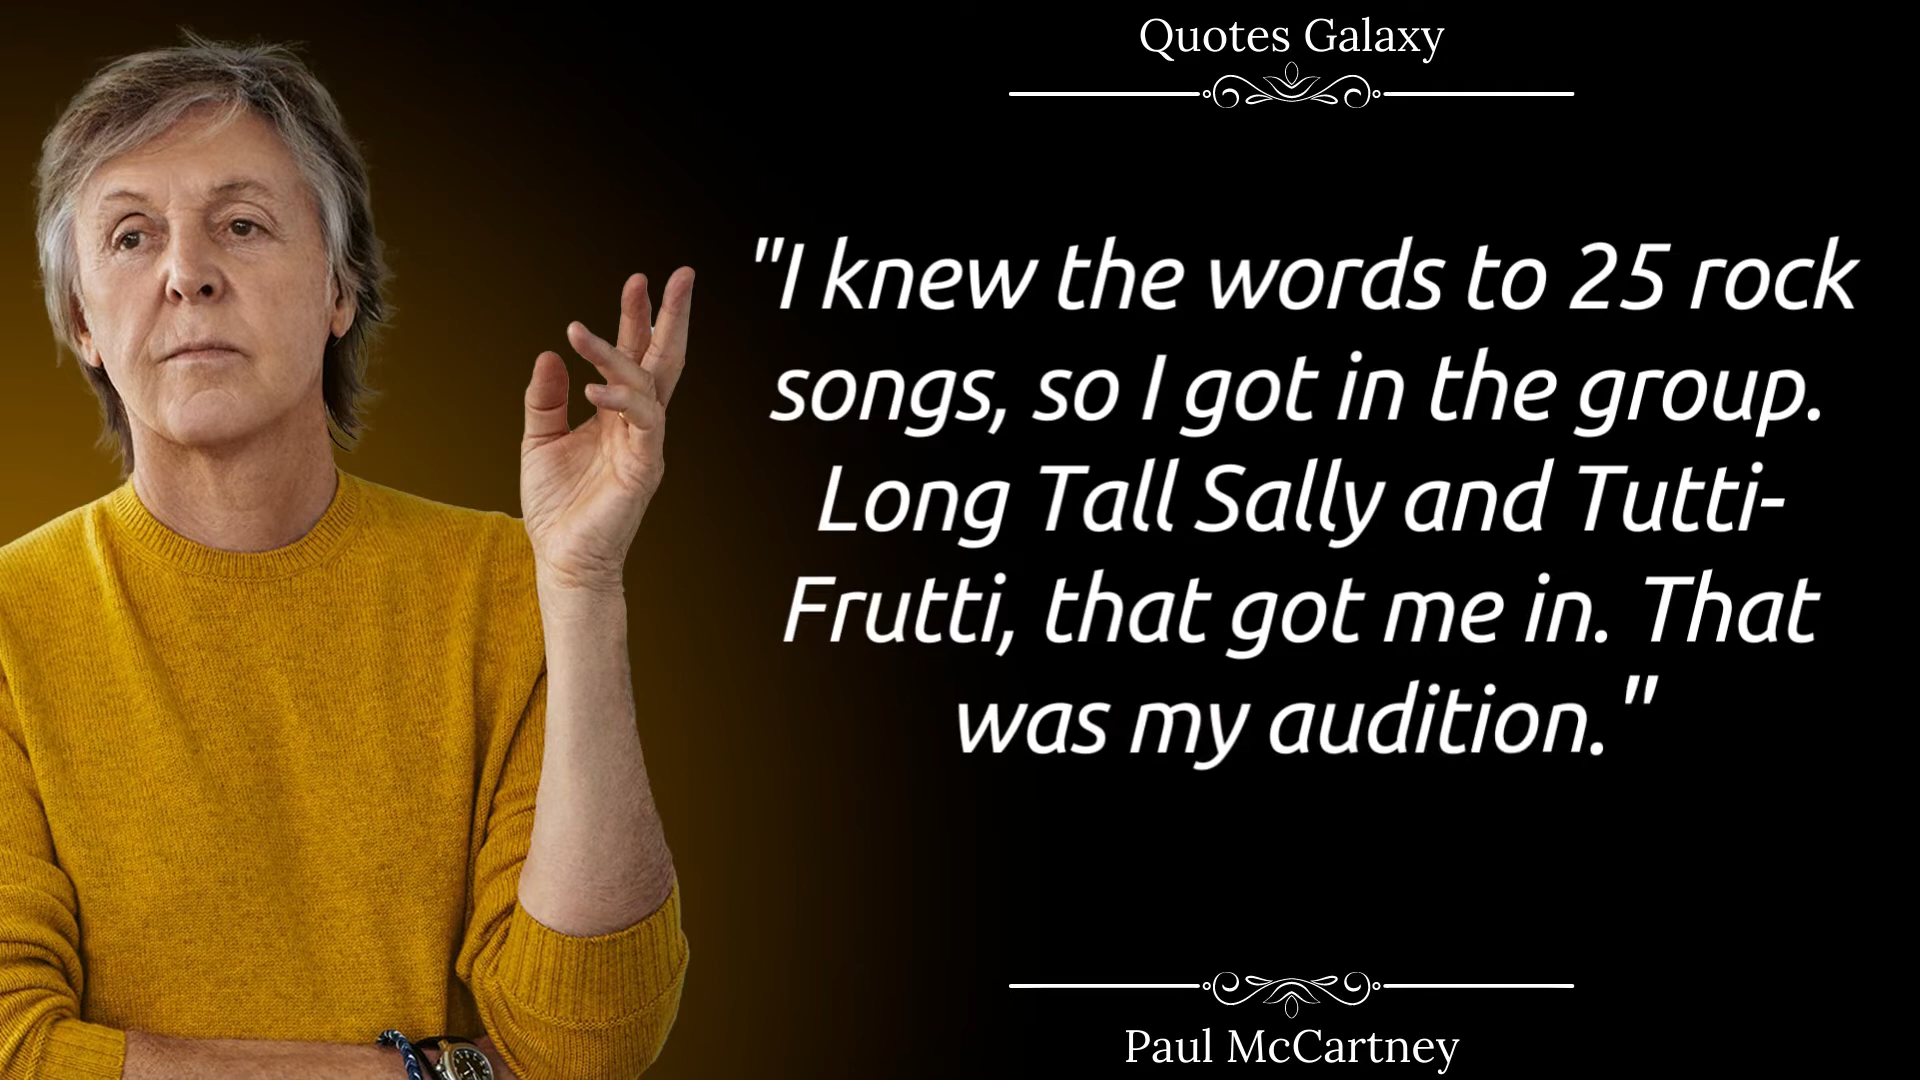 Quotes Galaxy
"I knew the words to 25 rock
songs, so I got in the group.
Long Tall Sally and Tutti-
Frutti, that got me in. That
was my audition."
Paul McCartney